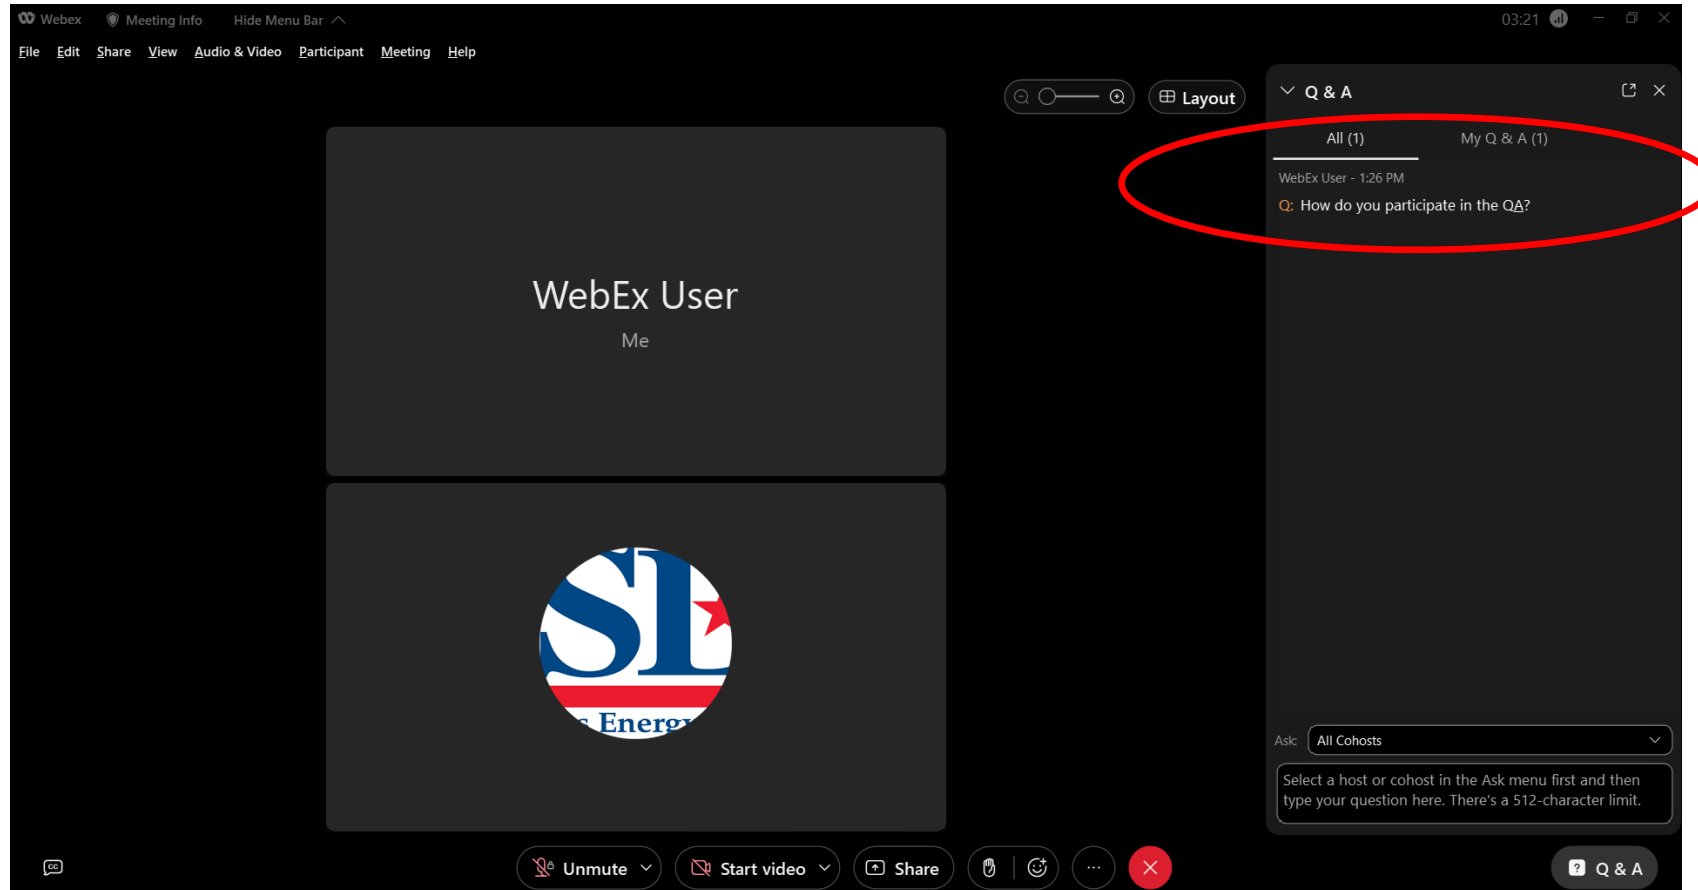 Webex Meeting Info Hide Menu Bar 03:21
File Edit Share View Audio & Video Participant Meeting Help
Layout
Q & A
All (1) My Q & A (1)
WebEx User - 1:26 PM
Q: How do you participate in the QA?
WebEx User
Me
SL
s Energy
Ask: All Cohosts
Select a host or cohost in the Ask menu first and then
type your question here. There's a 512-character limit.
CC Unmute Start video Share Q & A